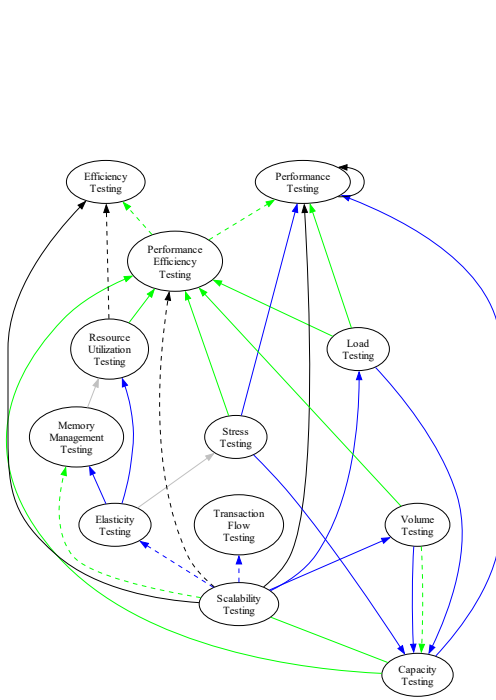 Efficiency
Testing
Performance
Testing
Performance
Efficiency
Testing
Resource
Utilization
Testing
Load
Testing
Memory
Management
Testing
Stress
Testing
Elasticity
Testing
Transaction
Flow
Testing
Volume
Testing
Scalability
Testing
Capacity
Testing